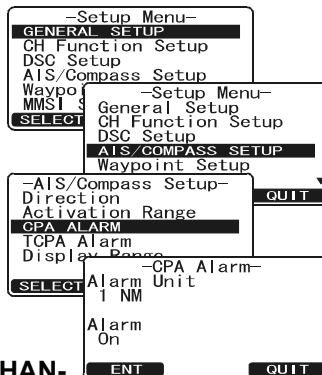 -Setup Menu-
GENERAL SETUP
CH Function Setup
DSC Setup
AIS/Compass Setup
MMSI
SELECT
-Setup Menu-
General Setup
CH Function Setup
DSC Setup
AIS/COMPASS SETUP
Waypoint Setup
QUIT
-AIS/Compass Setup-
Direction
Activation Range
CPA ALARM
TCPA Alarm
Display Range
SELECT
-CPA Alarm-
Alarm Unit
1 NM
Alarm
On
ENT QUIT
HAN-